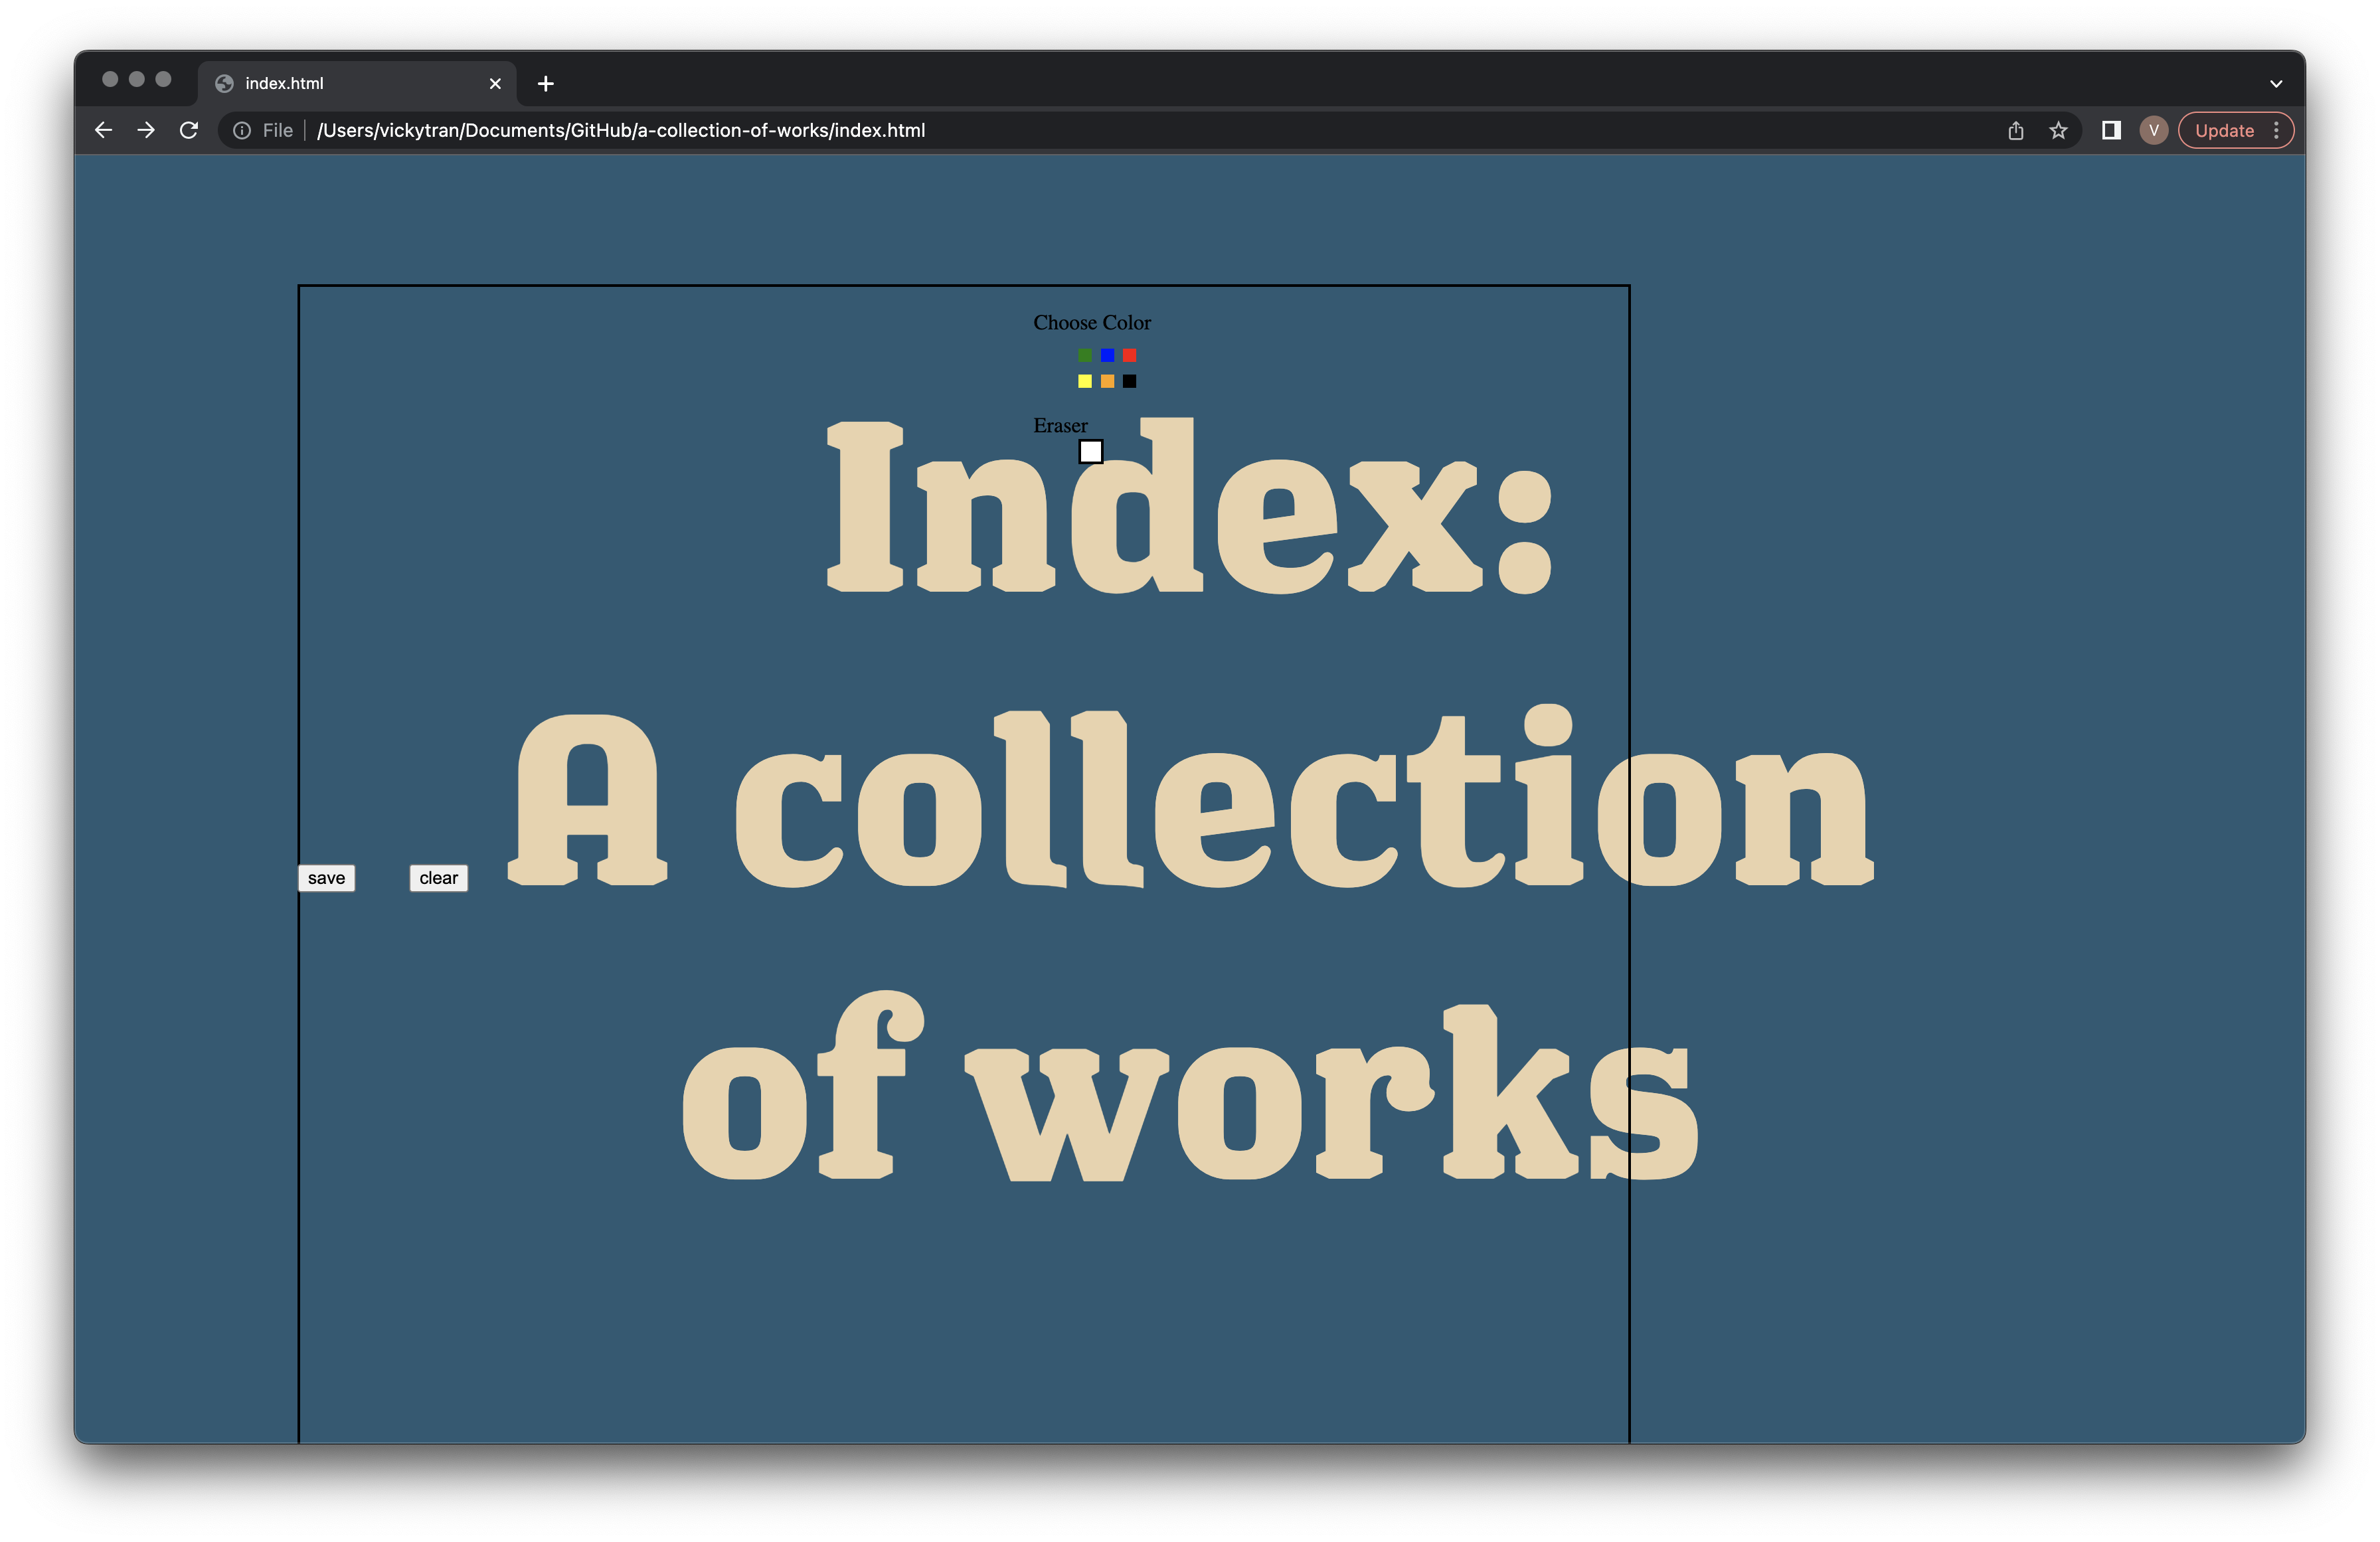 index.html
File /Users/vickytran/Documents/GitHub/a-collection-of-works/index.html
V
Update
Choose Color
Eraser
Index:
A collection
save clear
of works